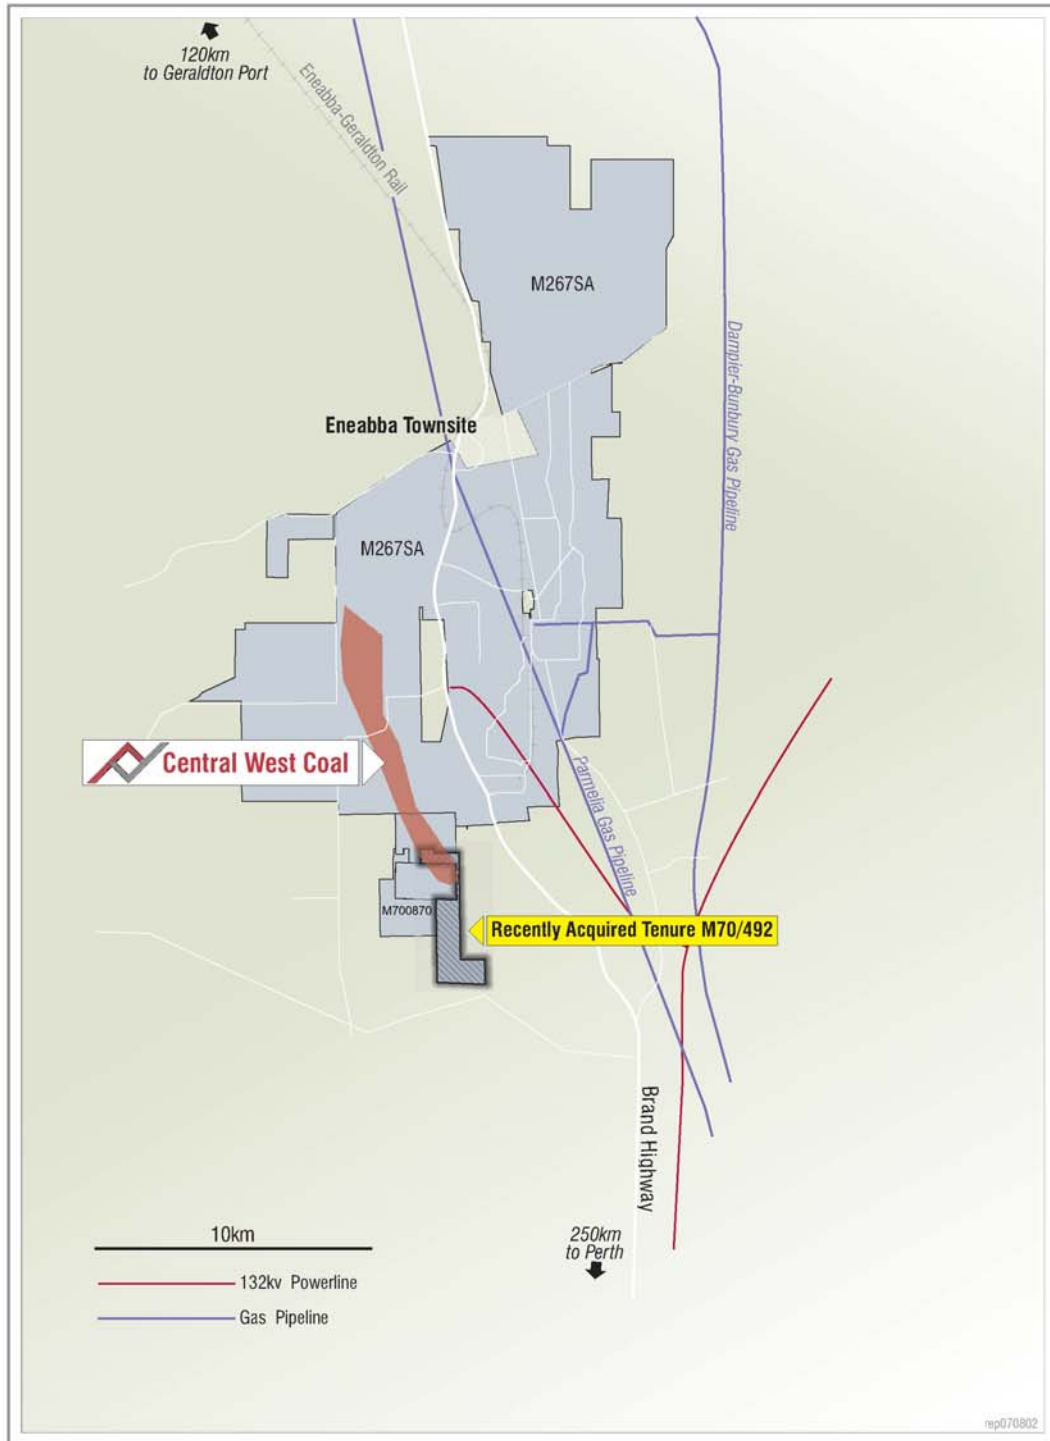 120km
to Geraldton Port
Eneabba-Geraldton Rail
M267SA
Dampier-Bunbury Gas Pipeline
Eneabba Townsite
M267SA
Central West Coal
Parmelia Gas Pipeline
M700870
Recently Acquired Tenure M70/492
Brand Highway
10km
250km
to Perth
132kv Powerline
Gas Pipeline
rep070802